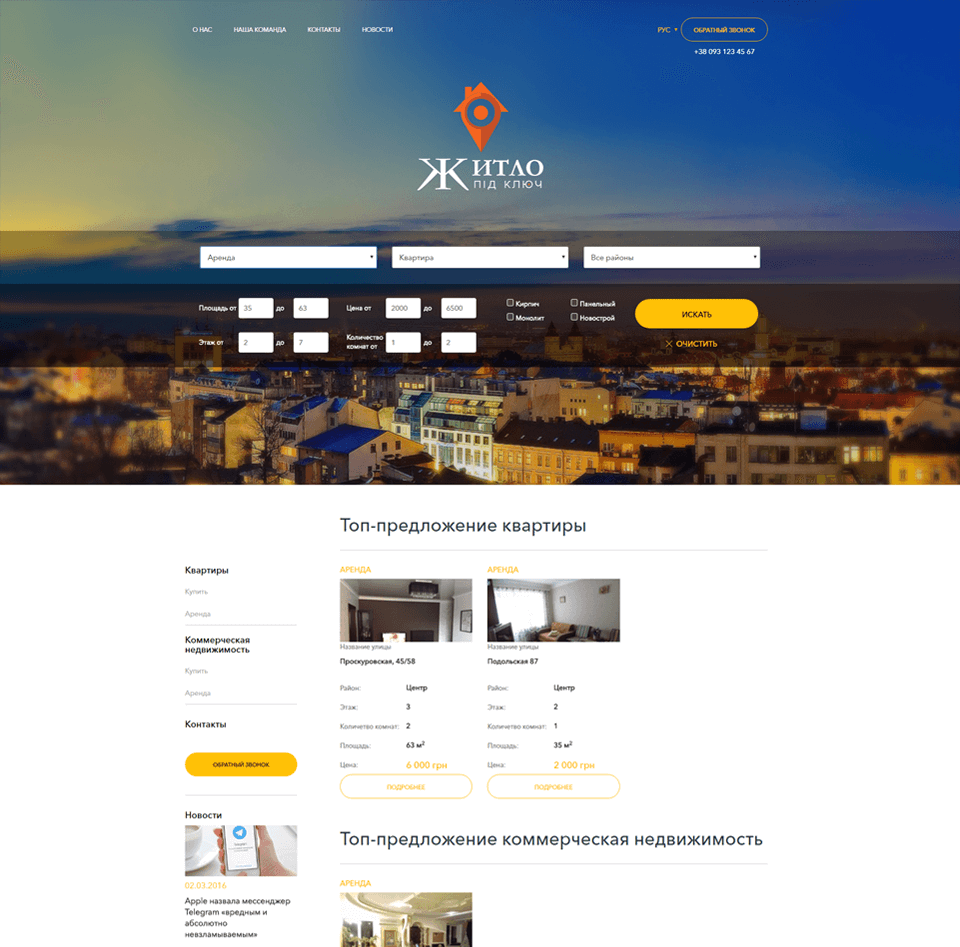 О НАС НАША КОМАНДА КОНТАКТЫ НОВОСТИ РУС ОБРАТНЫЙ ЗВОНОК
+38 093 123 45 67
ЖИТЛО
ПІД КЛЮЧ
Аренда Квартира Все районы
Площадь от 35 до 63 Цена от 2000 до 6500 Кирпич Панельный
Монолит Новострой
ИСКАТЬ
Этаж от 2 до 7 Количество комнат от 1 до 2
ОЧИСТИТЬ
Топ-предложение квартиры
Квартиры
Купить
Аренда
Коммерческая
недвижимость
Купить
Аренда
Контакты
ОБРАТНЫЙ ЗВОНОК
Новости
02.03.2016
Apple назвала мессенджер
Telegram «вредным и
абсолютно
невзламываемым»
АРЕНДА
Название улицы
Проскуровская, 45/58
Район: Центр
Этаж: 3
Количетво комнат: 2
Площадь: 63 м²
Цена: 6 000 грн
ПОДРОБНЕЕ
АРЕНДА
Название улицы
Подольская 87
Район: Центр
Этаж: 2
Количетво комнат: 1
Площадь: 35 м²
Цена: 2 000 грн
ПОДРОБНЕЕ
Топ-предложение коммерческая недвижимость
АРЕНДА